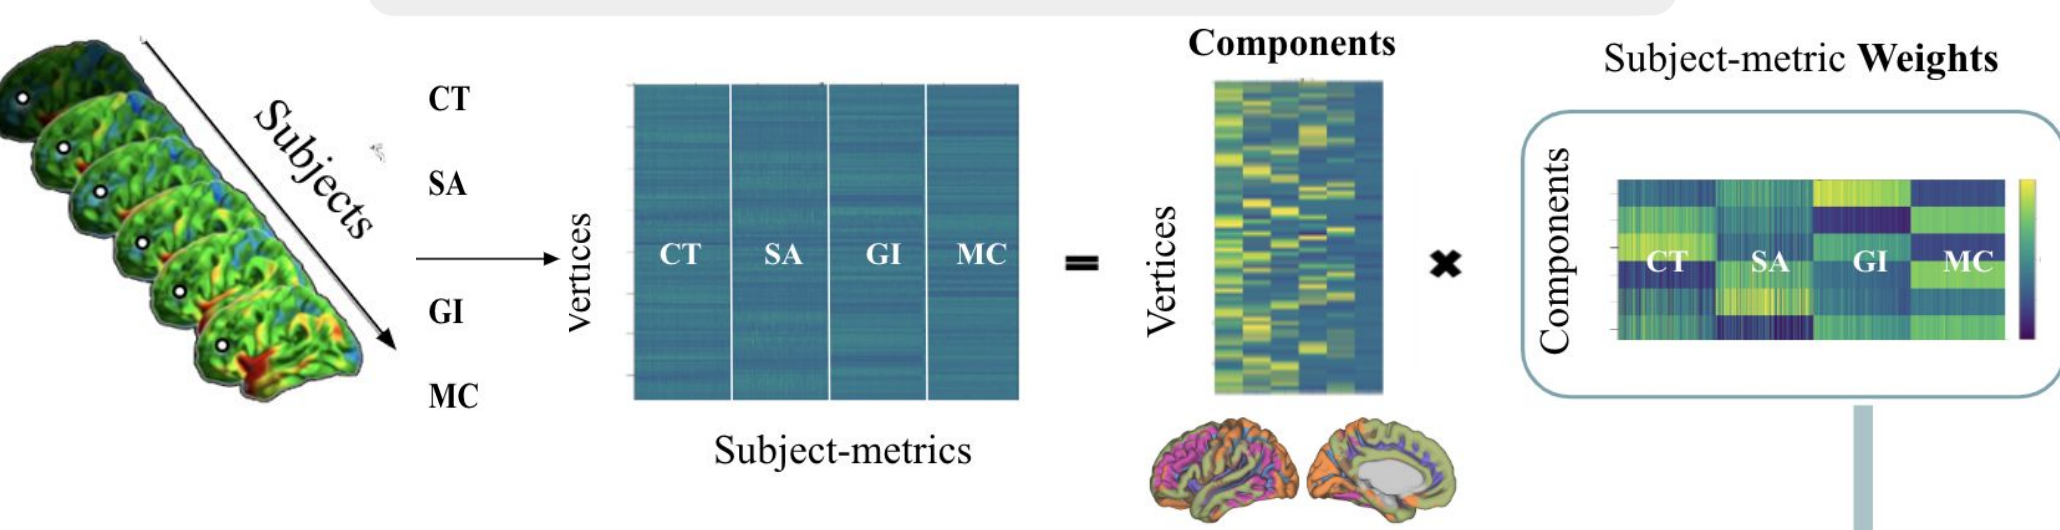 Subjects
CT
SA
GI
MC
Vertices
CT SA GI MC
Subject-metrics
=
Components
Vertices
✖
Subject-metric Weights
Components
CT SA GI MC